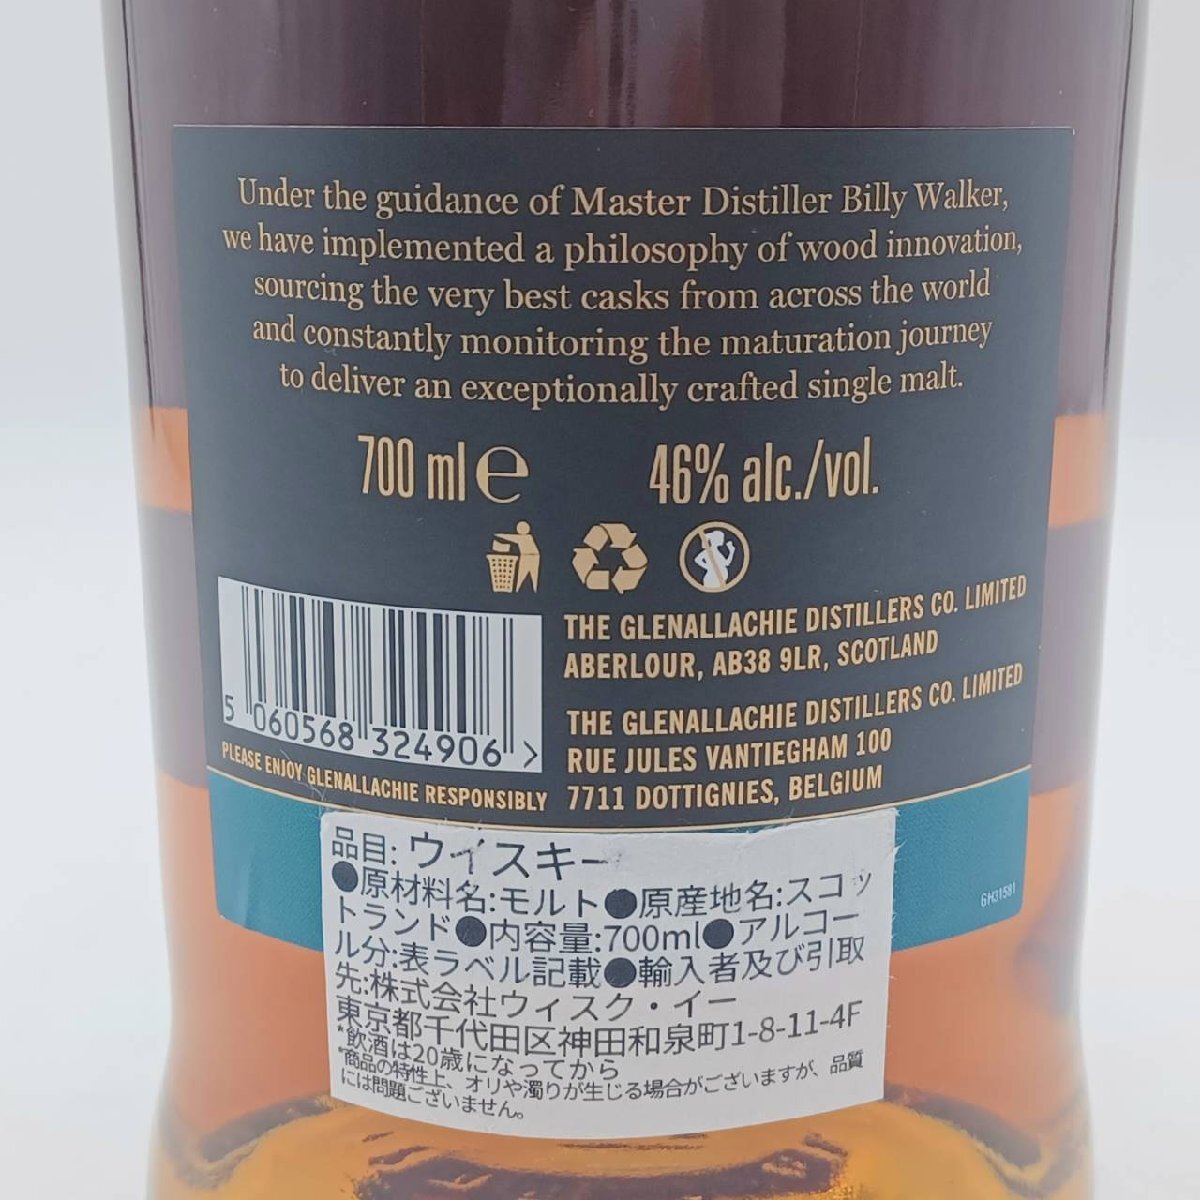 Under the guidance of Master Distiller Billy Walker,
we have implemented a philosophy of wood innovation,
sourcing the very best casks from across the world
and constantly monitoring the maturation journey
to deliver an exceptionally crafted single malt.
700 ml ℮ 46% alc./vol.
THE GLENALLACHIE DISTILLERS CO. LIMITED
ABERLOUR, AB38 9LR, SCOTLAND
THE GLENALLACHIE DISTILLERS CO. LIMITED
RUE JULES VANTIEGHAM 100
7711 DOTTIGNIES, BELGIUM
5 060568 324906 >
PLEASE ENJOY GLENALLACHIE RESPONSIBLY
GH31581
品目: ウイスキー
●原材料名:モルト●原産地名:スコッ
トランド●内容量:700ml●アルコー
ル分:表ラベル記載●輸入者及び引取
先:株式会社ウィスク・イー
東京都千代田区神田和泉町1-8-11-4F
*飲酒は20歳になってから
*商品の特性上、オリや濁りが生じる場合がございますが、品質
には問題ございません。